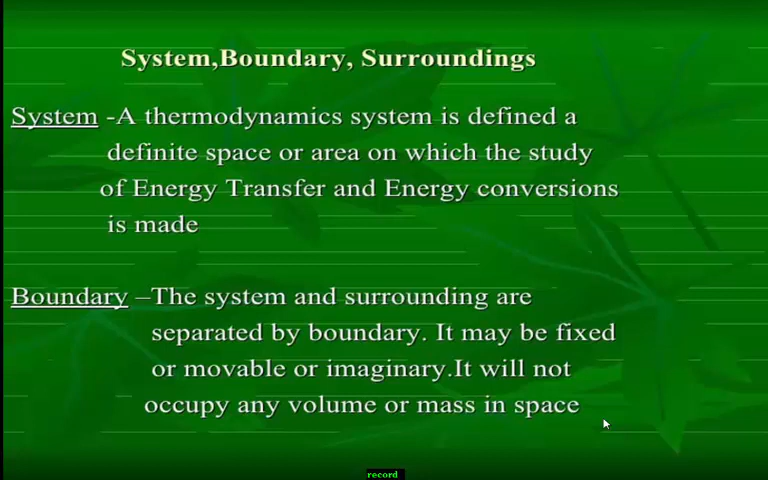 System,Boundary, Surroundings
System -A thermodynamics system is defined a
definite space or area on which the study
of Energy Transfer and Energy conversions
is made
Boundary –The system and surrounding are
separated by boundary. It may be fixed
or movable or imaginary.It will not
occupy any volume or mass in space
record